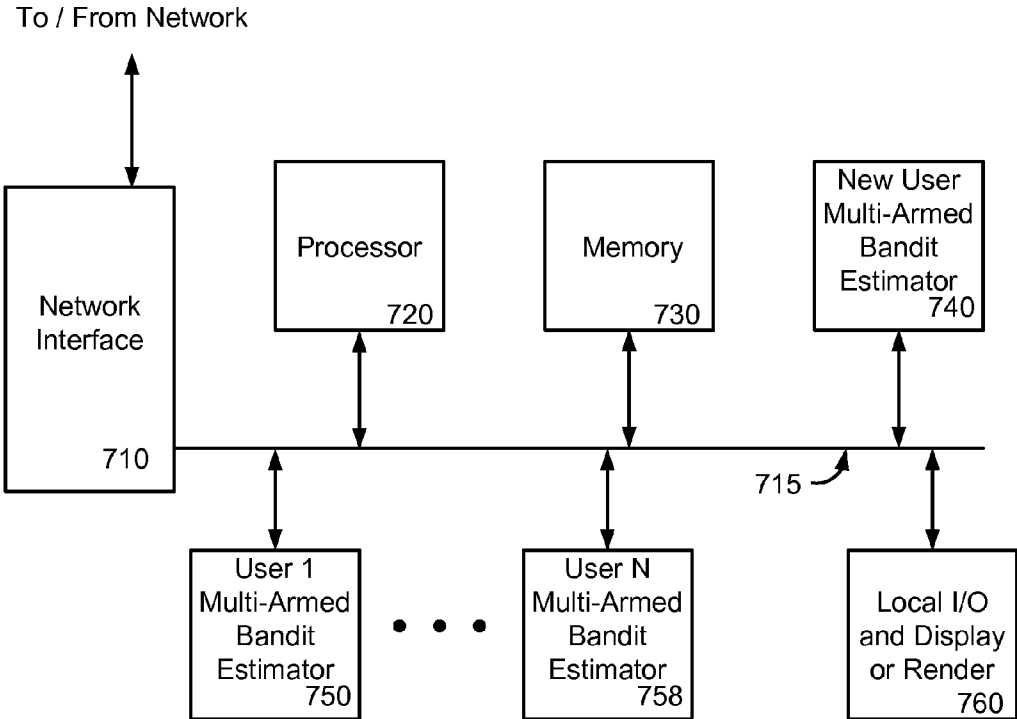 To / From Network
Network
Interface
710
Processor
720
Memory
730
New User
Multi-Armed
Bandit
Estimator
740
715
User 1
Multi-Armed
Bandit
Estimator
750
User N
Multi-Armed
Bandit
Estimator
758
Local I/O
and Display
or Render
760